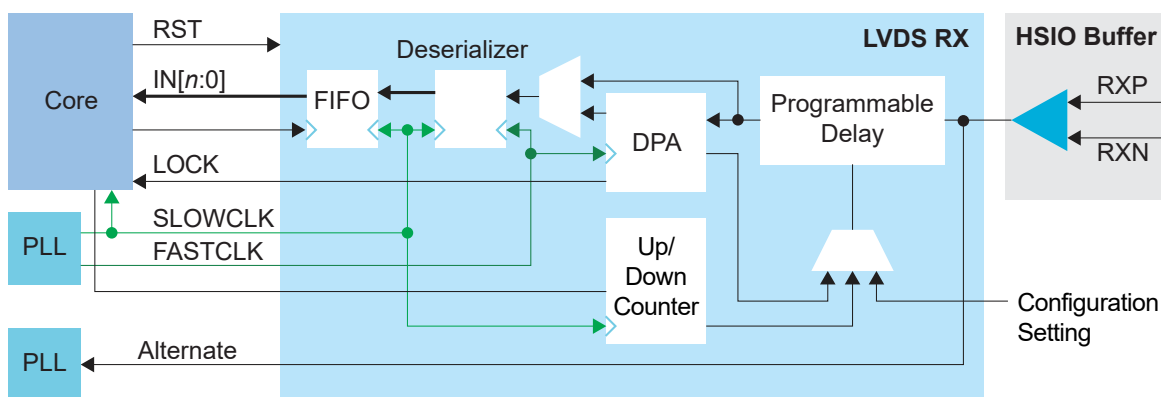 RST
Deserializer
LVDS RX
HSIO Buffer
Core
IN[n:0]
FIFO
Programmable
Delay
RXP
RXN
DPA
LOCK
PLL
SLOWCLK
FASTCLK
Up/
Down
Counter
Configuration
Setting
PLL
Alternate